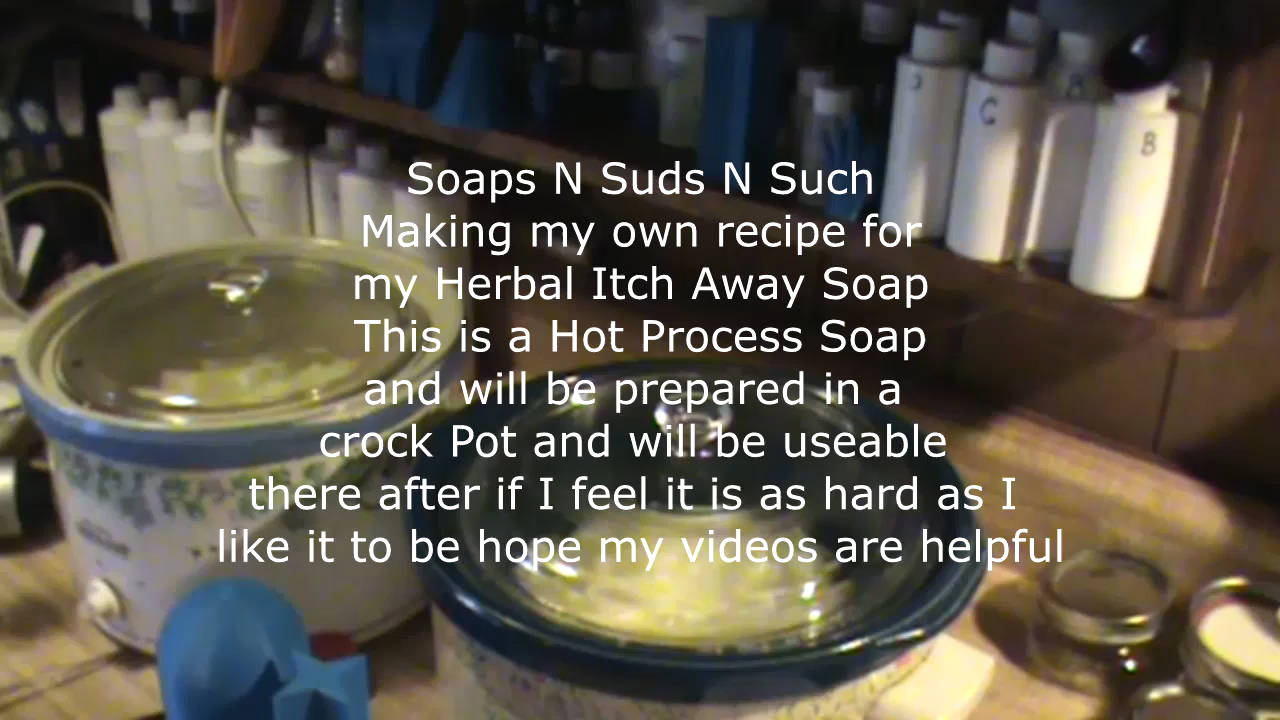 Soaps N Suds N Such
Making my own recipe for
my Herbal Itch Away Soap
This is a Hot Process Soap
and will be prepared in a
crock Pot and will be useable
there after if I feel it is as hard as I
like it to be hope my videos are helpful
C
B